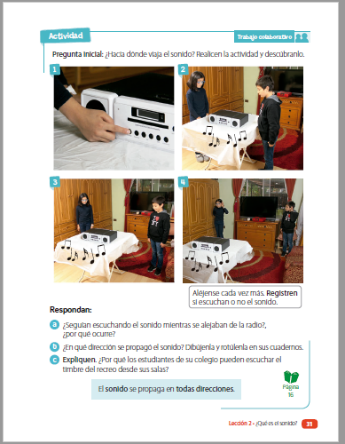 Actividad
Trabajo colaborativo
Pregunta inicial: ¿Hacia dónde viaja el sonido? Realicen la actividad y descúbranlo.
1
2
3
4
Aléjense cada vez más. Registren
si escuchan o no el sonido.
Respondan:
a ¿Seguían escuchando el sonido mientras se alejaban de la radio?,
¿por qué ocurre?
b ¿En qué dirección se propagó el sonido? Dibújenla y rotúlenla en sus cuadernos.
c Expliquen. ¿Por qué los estudiantes de su colegio pueden escuchar el
timbre del recreo desde sus salas?
Página
16
El sonido se propaga en todas direcciones.
Lección 2 - ¿Qué es el sonido? 31